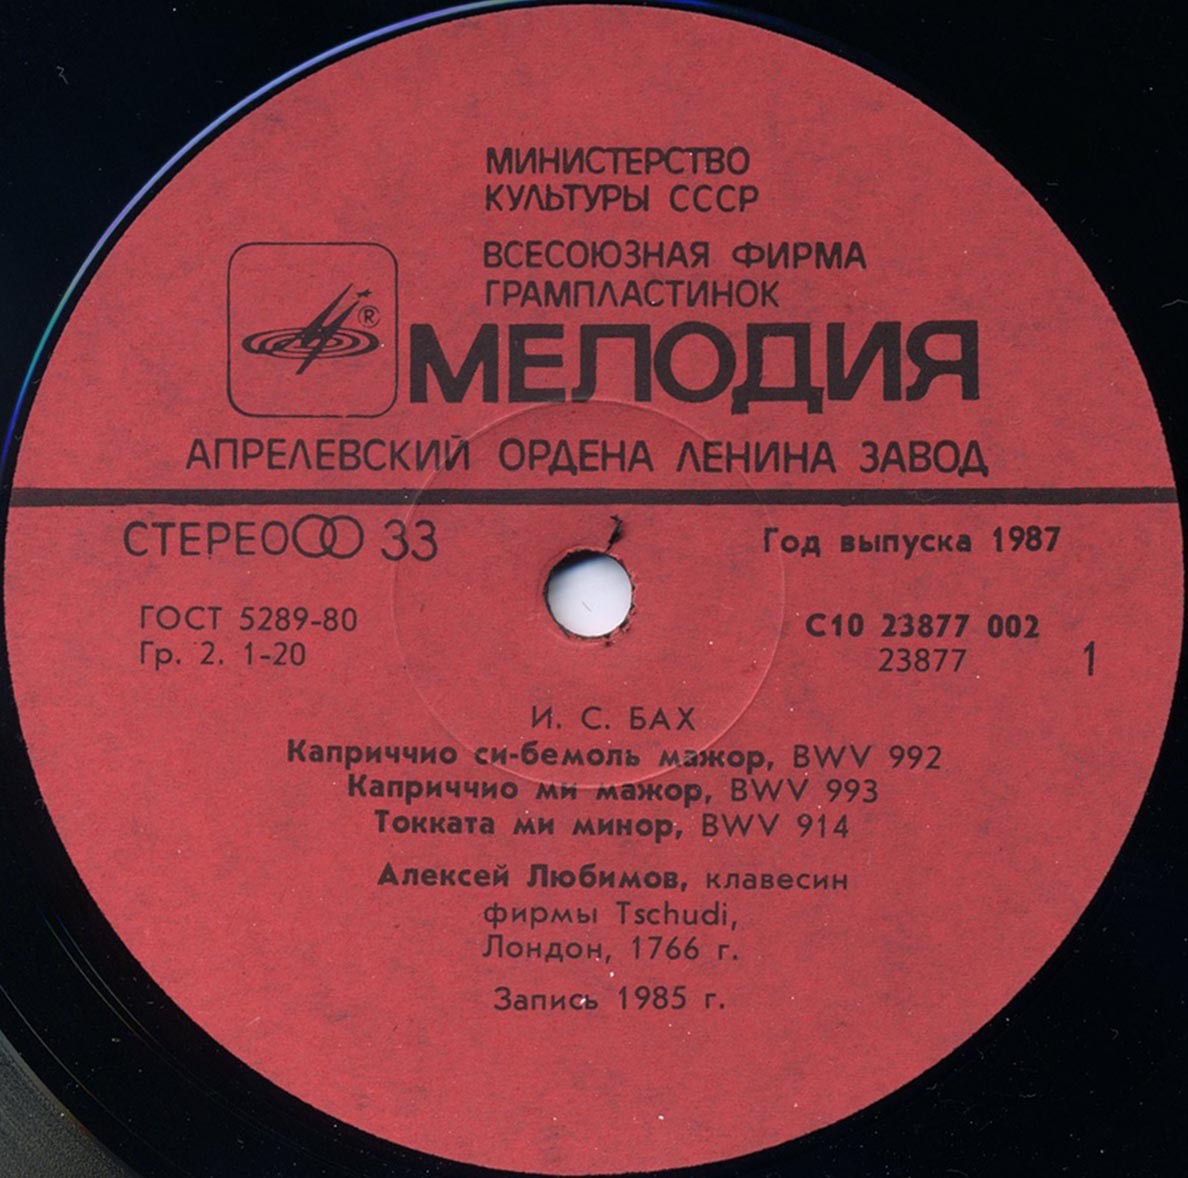 МИНИСТЕРСТВО
КУЛЬТУРЫ СССР
ВСЕСОЮЗНАЯ ФИРМА
ГРАМПЛАСТИНОК
®
МЕЛОДИЯ
АПРЕЛЕВСКИЙ ОРДЕНА ЛЕНИНА ЗАВОД
СТЕРЕО 33
Год выпуска 1987
ГОСТ 5289-80
Гр. 2. 1-20
С10 23877 002
23877
1
И. С. БАХ
Каприччио си-бемоль мажор, BWV 992
Каприччио ми мажор, BWV 993
Токката ми минор, BWV 914
Алексей Любимов, клавесин
фирмы Tschudi,
Лондон, 1766 г.
Запись 1985 г.